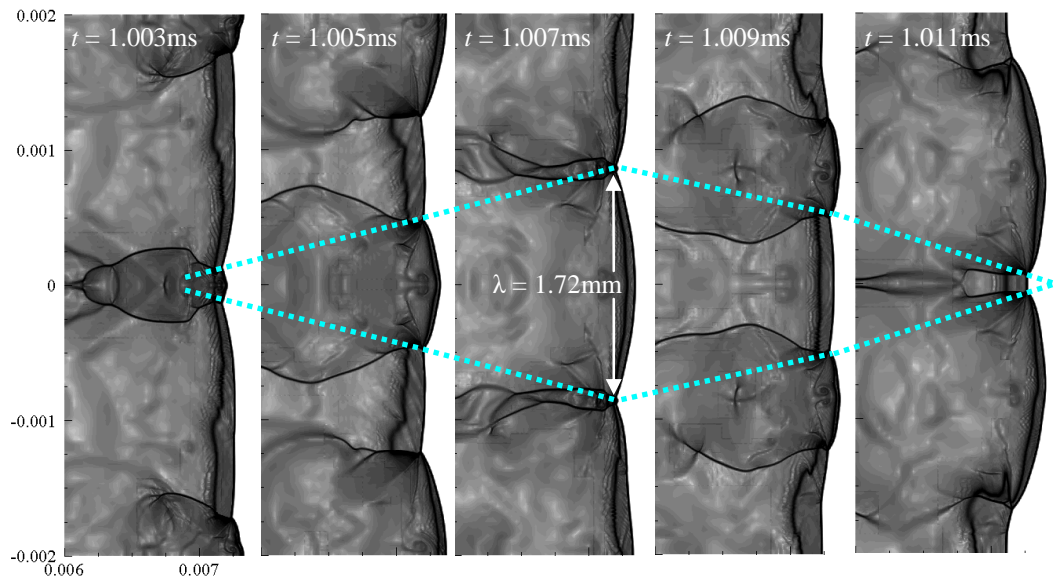 0.002
t = 1.003ms
t = 1.005ms
t = 1.007ms
t = 1.009ms
t = 1.011ms
0.001
0
λ = 1.72mm
-0.001
-0.002
0.006
0.007